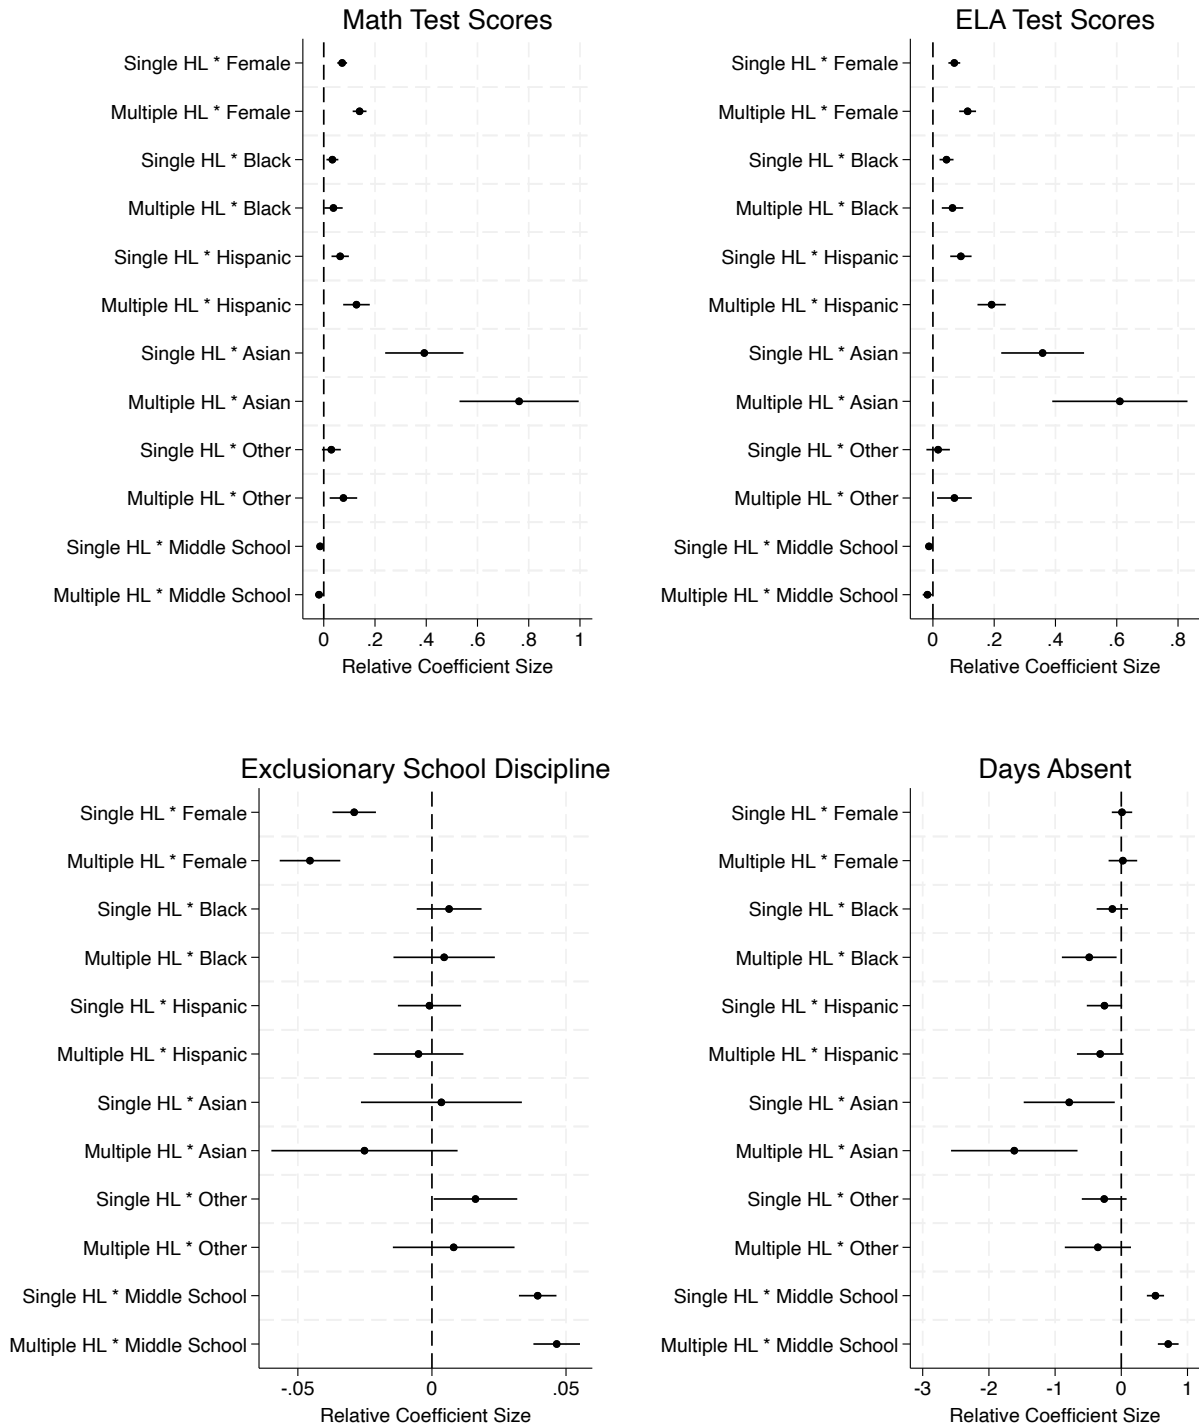 Math Test Scores
Single HL * Female
Multiple HL * Female
Single HL * Black
Multiple HL * Black
Single HL * Hispanic
Multiple HL * Hispanic
Single HL * Asian
Multiple HL * Asian
Single HL * Other
Multiple HL * Other
Single HL * Middle School
Multiple HL * Middle School
0 .2 .4 .6 .8 1
Relative Coefficient Size
ELA Test Scores
Single HL * Female
Multiple HL * Female
Single HL * Black
Multiple HL * Black
Single HL * Hispanic
Multiple HL * Hispanic
Single HL * Asian
Multiple HL * Asian
Single HL * Other
Multiple HL * Other
Single HL * Middle School
Multiple HL * Middle School
0 .2 .4 .6 .8
Relative Coefficient Size
Exclusionary School Discipline
Single HL * Female
Multiple HL * Female
Single HL * Black
Multiple HL * Black
Single HL * Hispanic
Multiple HL * Hispanic
Single HL * Asian
Multiple HL * Asian
Single HL * Other
Multiple HL * Other
Single HL * Middle School
Multiple HL * Middle School
-.05 0 .05
Relative Coefficient Size
Days Absent
Single HL * Female
Multiple HL * Female
Single HL * Black
Multiple HL * Black
Single HL * Hispanic
Multiple HL * Hispanic
Single HL * Asian
Multiple HL * Asian
Single HL * Other
Multiple HL * Other
Single HL * Middle School
Multiple HL * Middle School
-3 -2 -1 0 1
Relative Coefficient Size